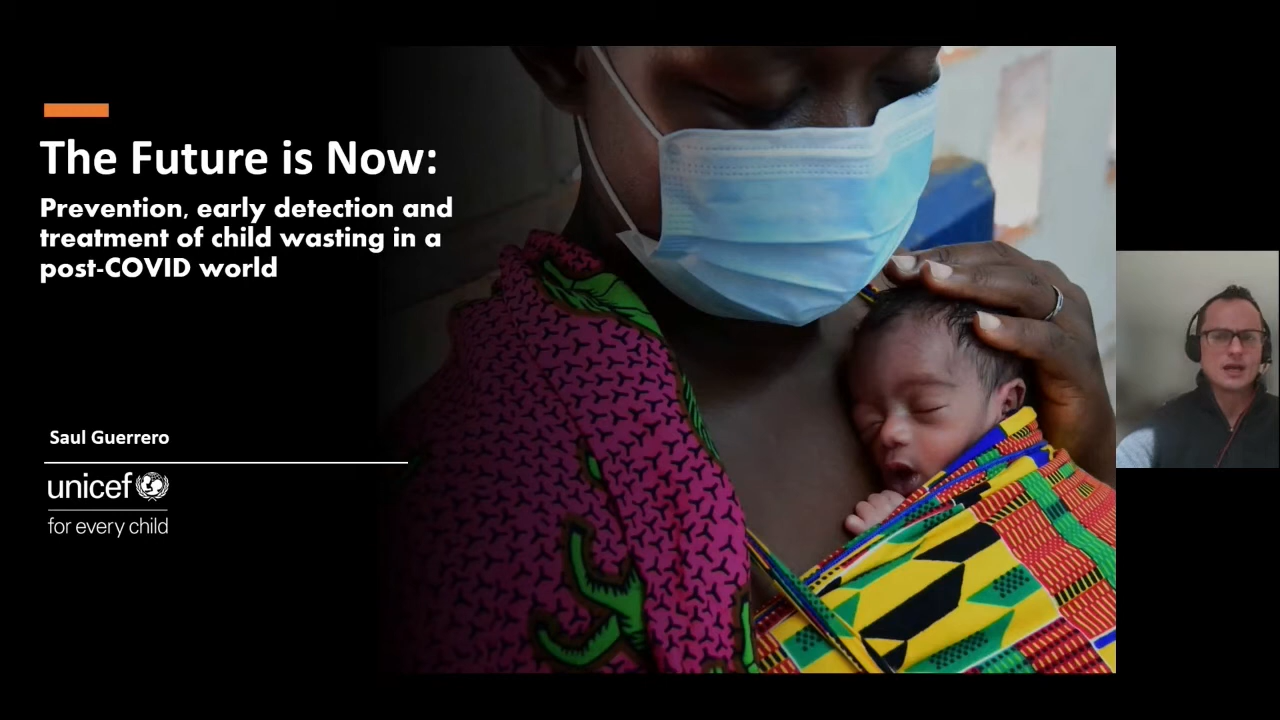 The Future is Now:
Prevention, early detection and
treatment of child wasting in a
post-COVID world
Saul Guerrero
unicef
for every child